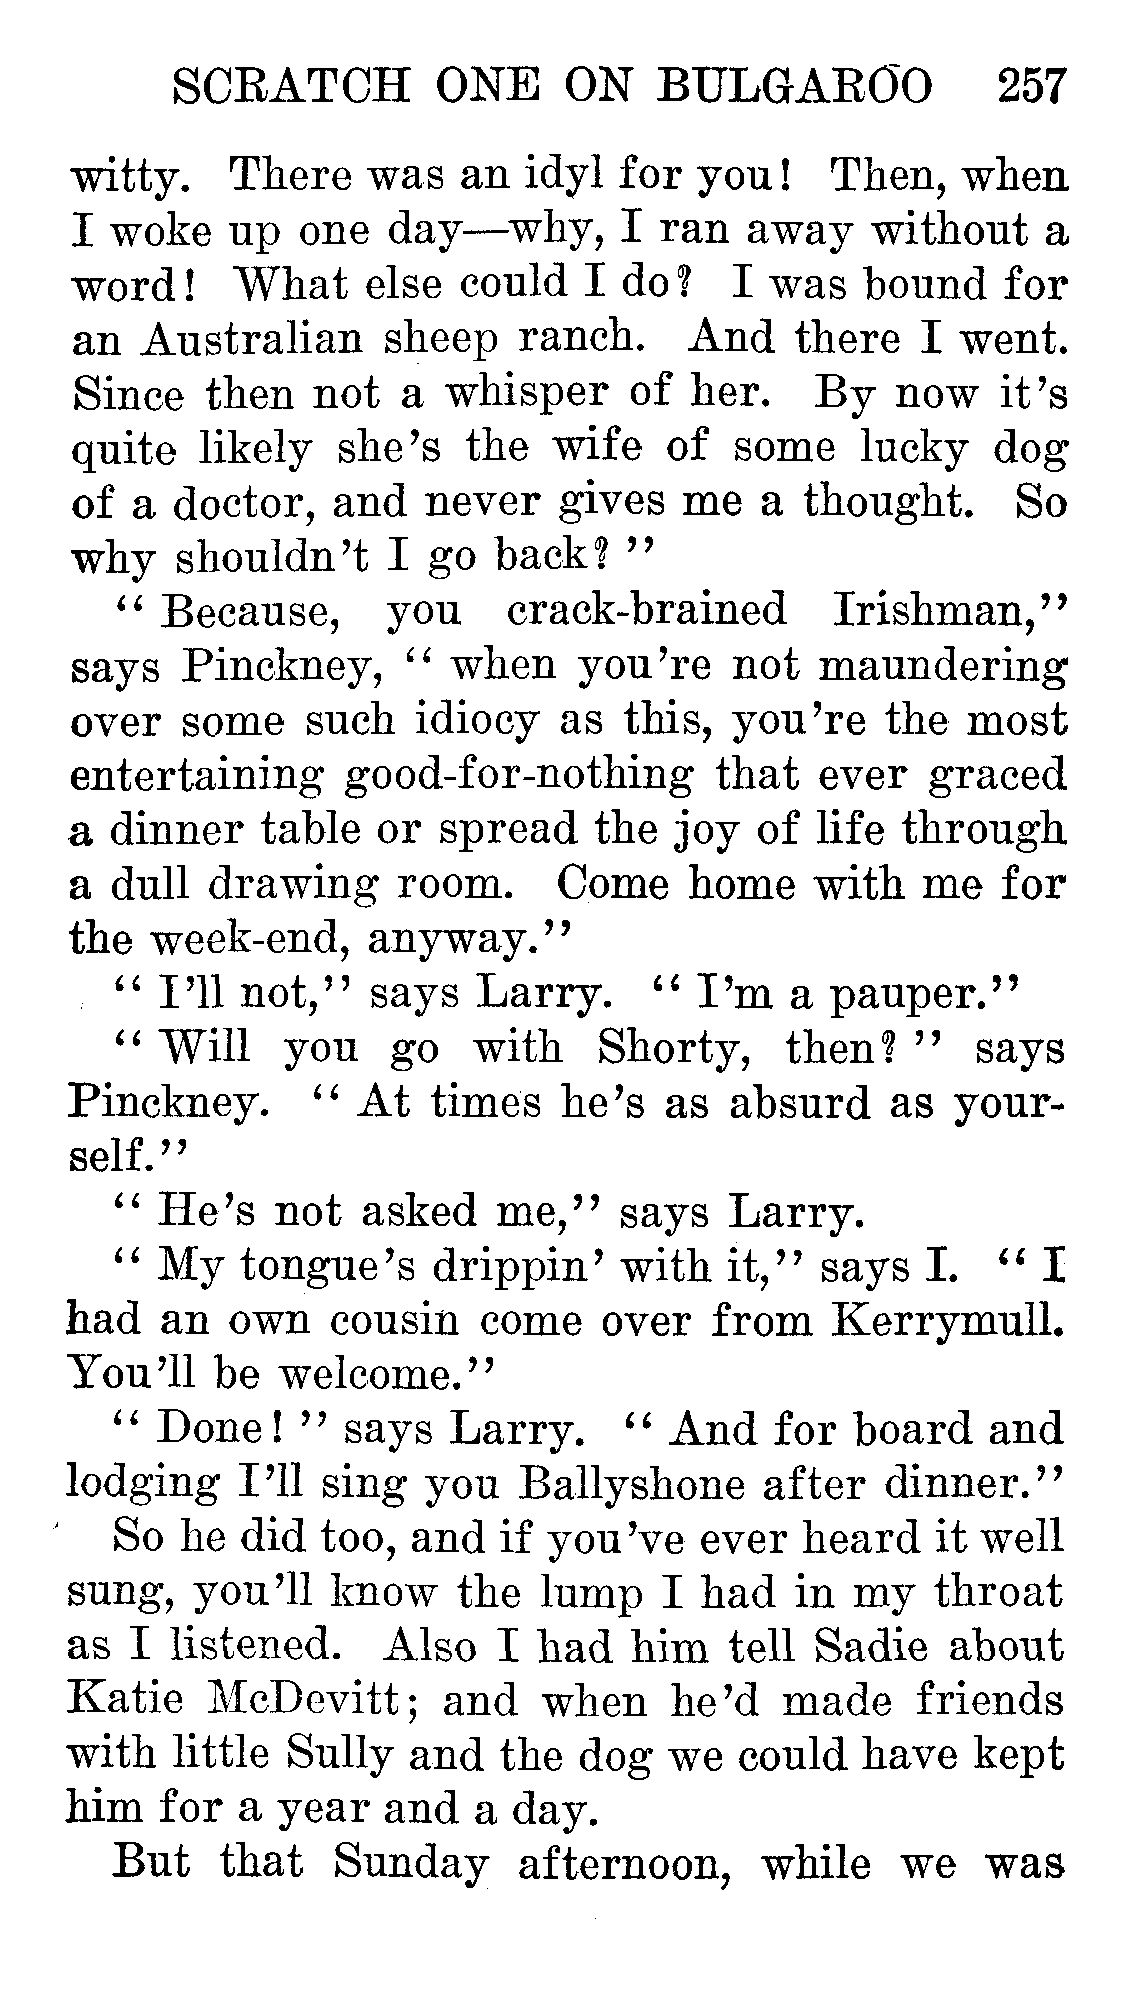 SCRATCH ONE ON BULGAROO 257
witty. There was an idyl for you! Then, when
I woke up one day—why, I ran away without a
word! What else could I do? I was bound for
an Australian sheep ranch. And there I went.
Since then not a whisper of her. By now it's
quite likely she's the wife of some lucky dog
of a doctor, and never gives me a thought. So
why shouldn't I go back?"
"Because, you crack-brained Irishman,"
says Pinckney, "when you're not maundering
over some such idiocy as this, you're the most
entertaining good-for-nothing that ever graced
a dinner table or spread the joy of life through
a dull drawing room. Come home with me for
the week-end, anyway."
"I'll not," says Larry. "I'm a pauper."
"Will you go with Shorty, then?" says
Pinckney. "At times he's as absurd as your-
self."
"He's not asked me," says Larry.
"My tongue's drippin' with it," says I. "I
had an own cousin come over from Kerrymull.
You'll be welcome."
"Done!" says Larry. "And for board and
lodging I'll sing you Ballyshone after dinner."
So he did too, and if you've ever heard it well
sung, you'll know the lump I had in my throat
as I listened. Also I had him tell Sadie about
Katie McDevitt; and when he'd made friends
with little Sully and the dog we could have kept
him for a year and a day.
But that Sunday afternoon, while we was